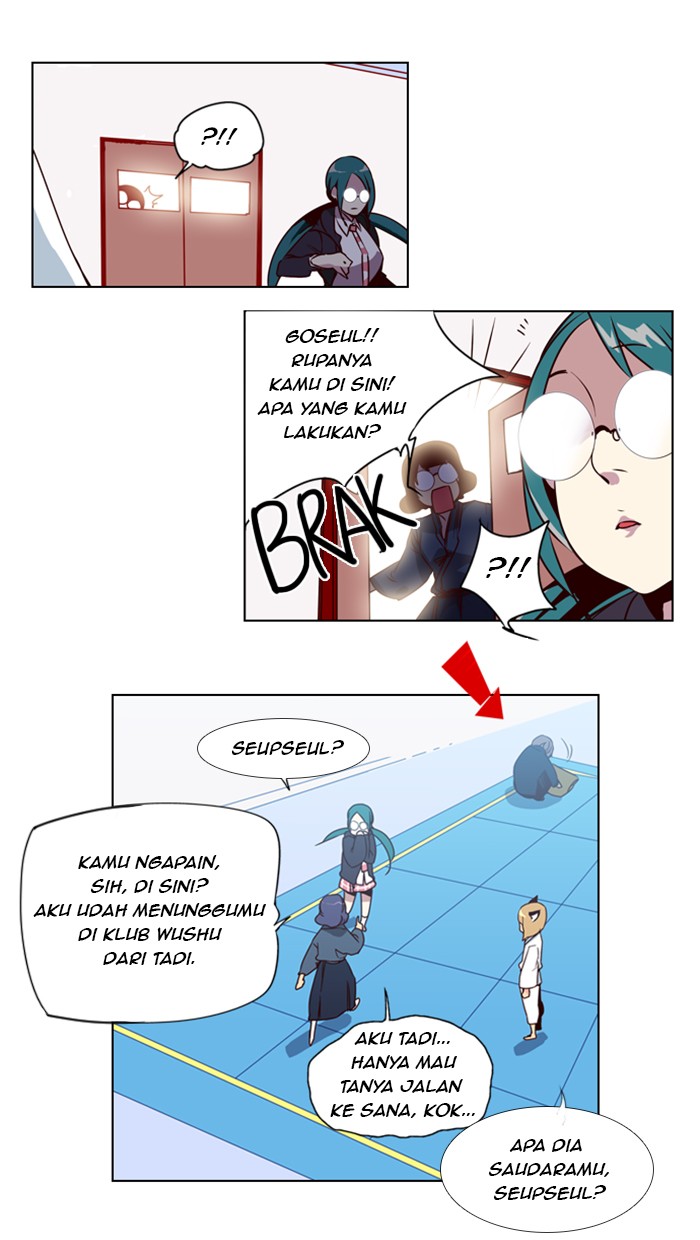 ?!!
GOSEUL!!
RUPANYA
KAMU DI SINI!
APA YANG KAMU
LAKUKAN?
BRAK
?!!
SEUPSEUL?
KAMU NGAPAIN,
SIH, DI SINI?
AKU UDAH MENUNGGUMU
DI KLUB WUSHU
DARI TADI.
AKU TADI...
HANYA MAU
TANYA JALAN
KE SANA, KOK...
APA DIA
SAUDARAMU,
SEUPSEUL?